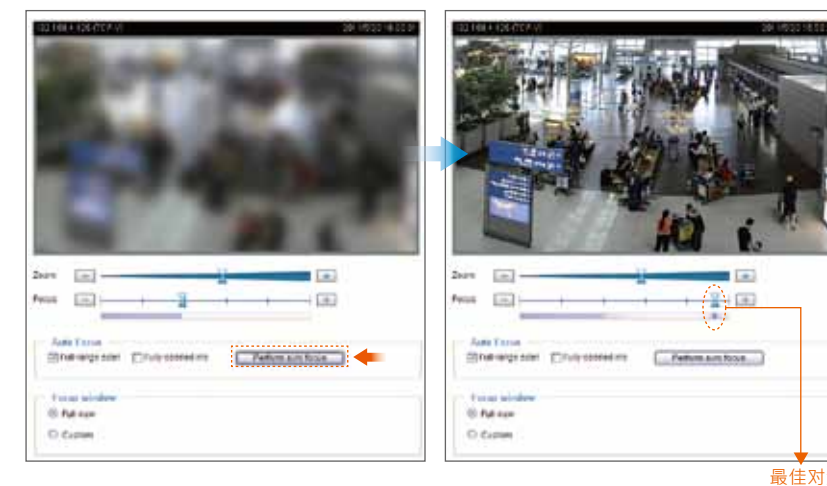 Zoom
Focus
Auto Focus
Full-range scan
Fully opened iris
Perform auto focus
Focus window
Full view
Custom
Zoom
Focus
Auto Focus
Full-range scan
Fully opened iris
Perform auto focus
Focus window
Full view
Custom
最佳对